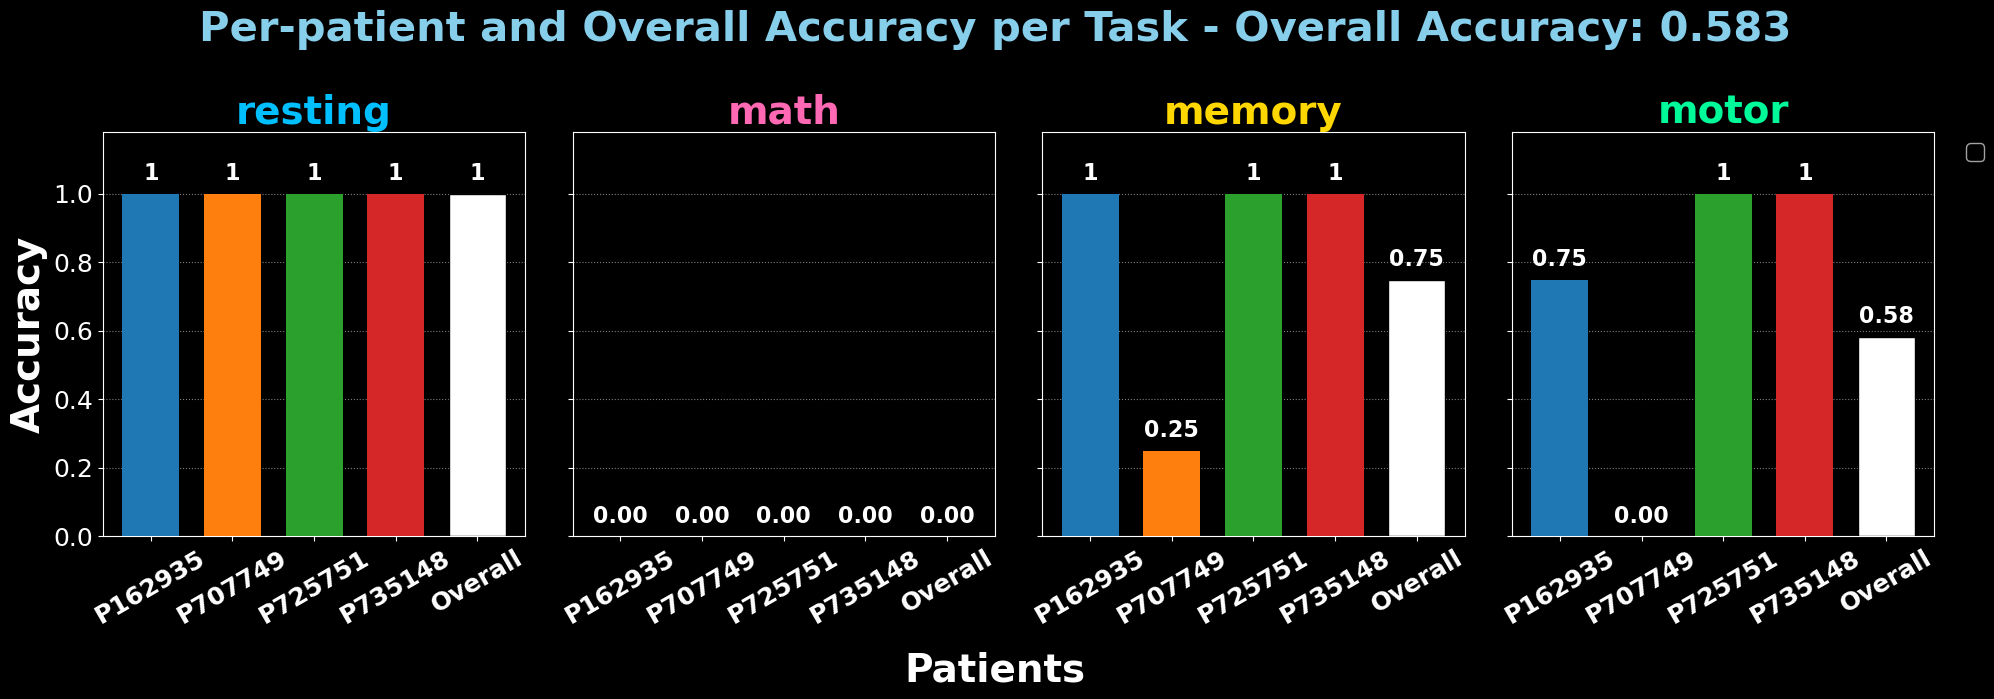 Per-patient and Overall Accuracy per Task - Overall Accuracy: 0.583
resting
math
memory
motor
Accuracy
1.0
0.8
0.6
0.4
0.2
0.0
1 1 1 1 1
P162935 P707749 P725751 P735148 Overall
0.00 0.00 0.00 0.00 0.00
P162935 P707749 P725751 P735148 Overall
1 0.25 1 1 0.75
P162935 P707749 P725751 P735148 Overall
0.75 0.00 1 1 0.58
P162935 P707749 P725751 P735148 Overall
Patients